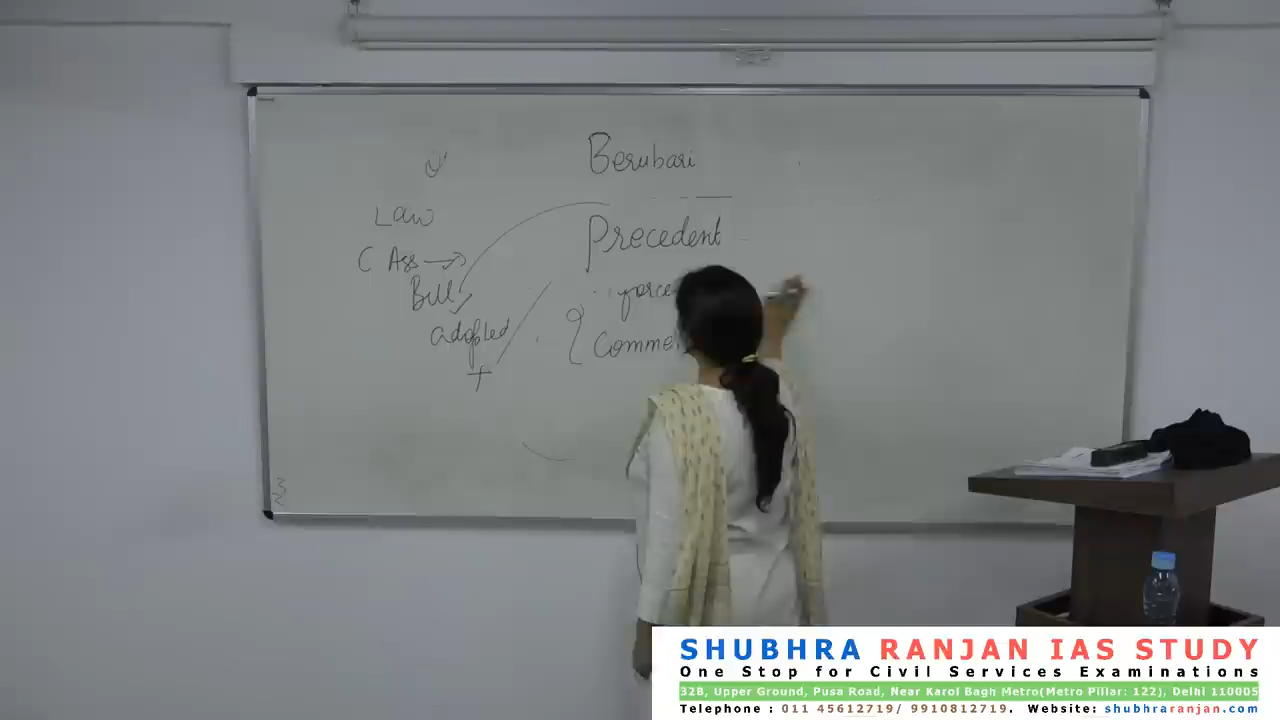 Berubari
Law
Precedent
C Ass →
Bill
force
adopted
Comme
+
SHUBHRA RANJAN IAS STUDY
One Stop for Civil Services Examinations
32B, Upper Ground, Pusa Road, Near Karol Bagh Metro(Metro Pillar: 122), Delhi 110005
Telephone : 011 45612719/ 9910812719. Website: shubhraranjan.com